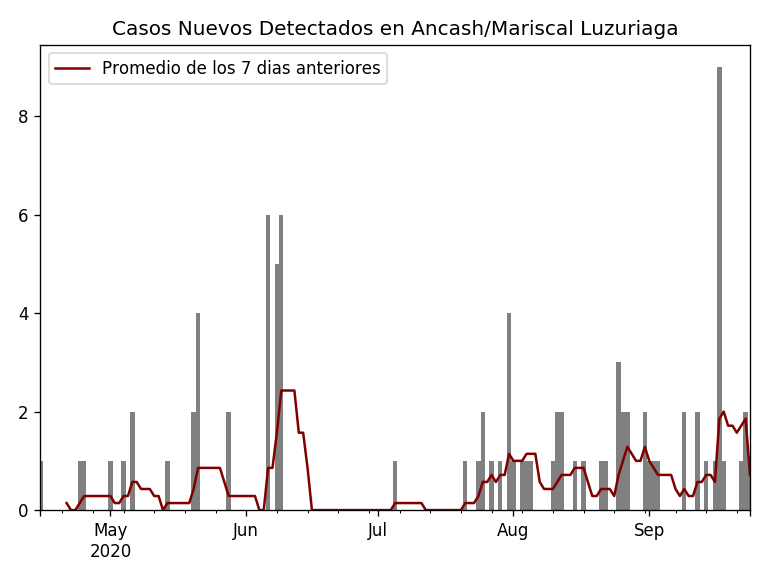 Casos Nuevos Detectados en Ancash/Mariscal Luzuriaga
Promedio de los 7 dias anteriores
8
6
4
2
0
May Jun Jul Aug Sep
2020